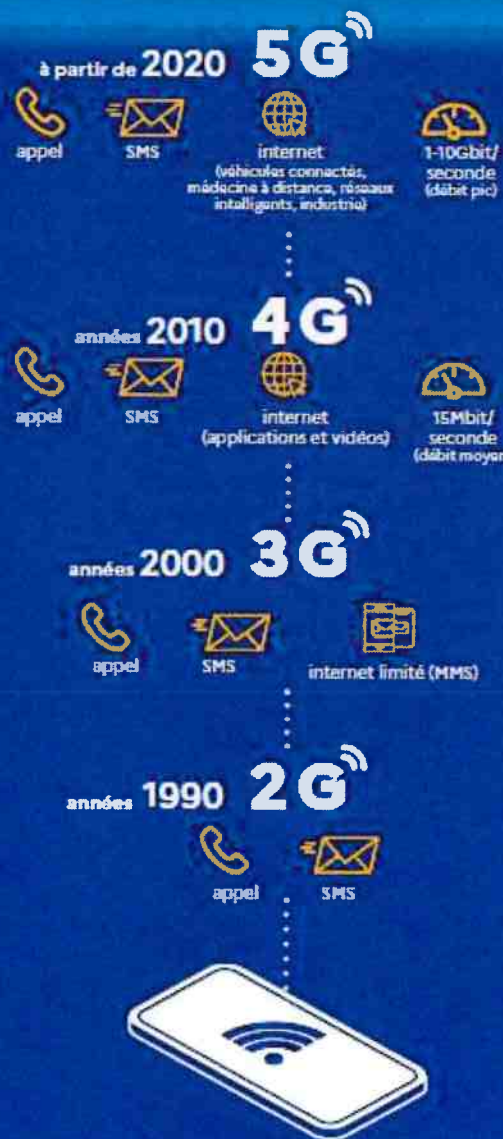 à partir de 2020 5G
appel
SMS
internet
(véhicules connectés,
médecine à distance, réseaux
intelligents, industrie)
1-10Gbit/
seconde
(débit pic)
années 2010 4G
appel
SMS
internet
(applications et vidéos)
15Mbit/
seconde
(débit moyen
années 2000 3G
appel
SMS
internet limité (MMS)
années 1990 2G
appel
SMS